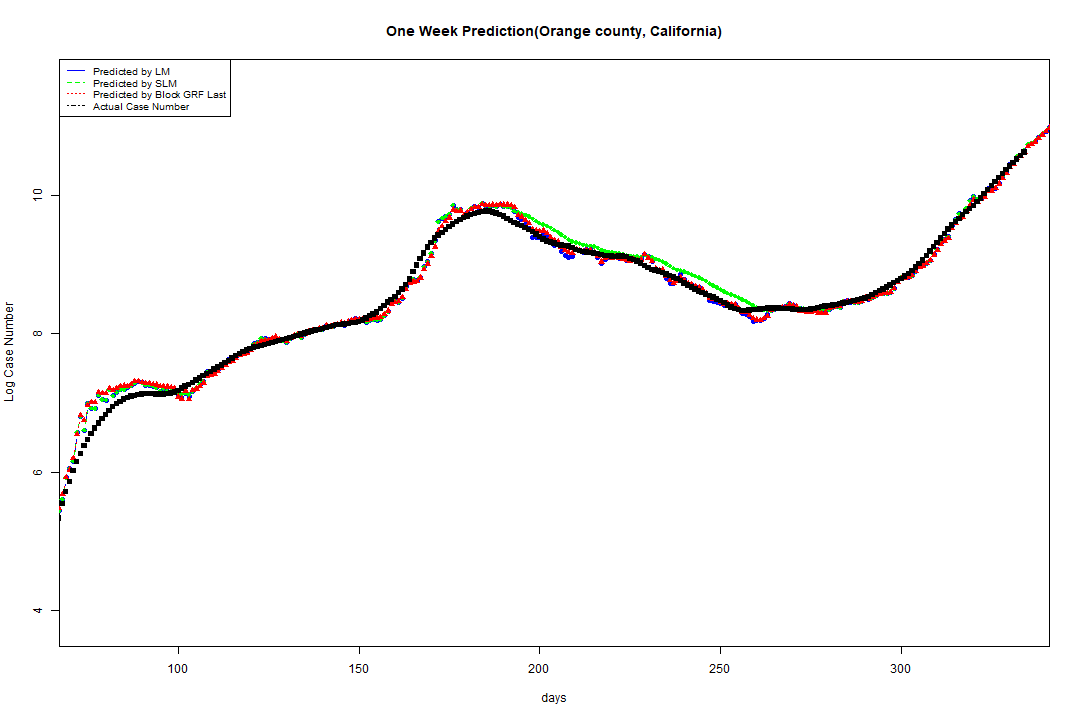 One Week Prediction(Orange county, California)
Predicted by LM
Predicted by SLM
Predicted by Block GRF Last
Actual Case Number
10
8
6
4
Log Case Number
100 150 200 250 300
days